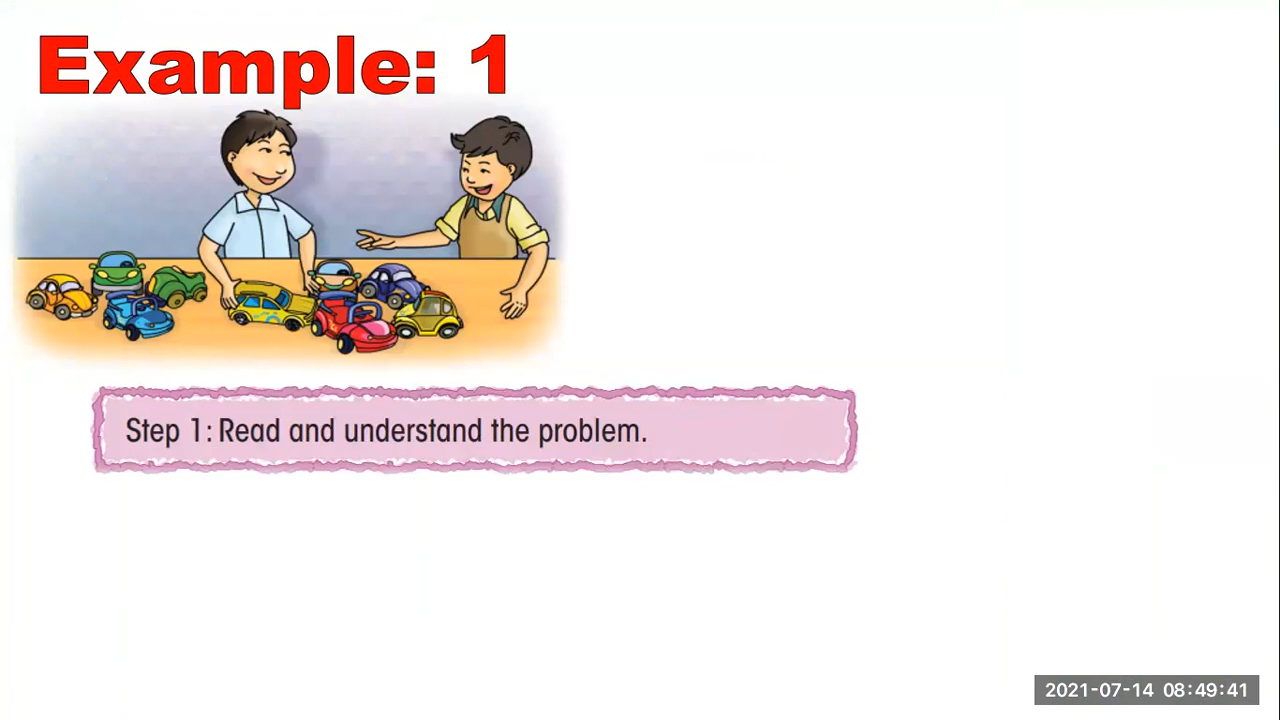 Example: 1
Step 1: Read and understand the problem.
2021-07-14 08:49:41